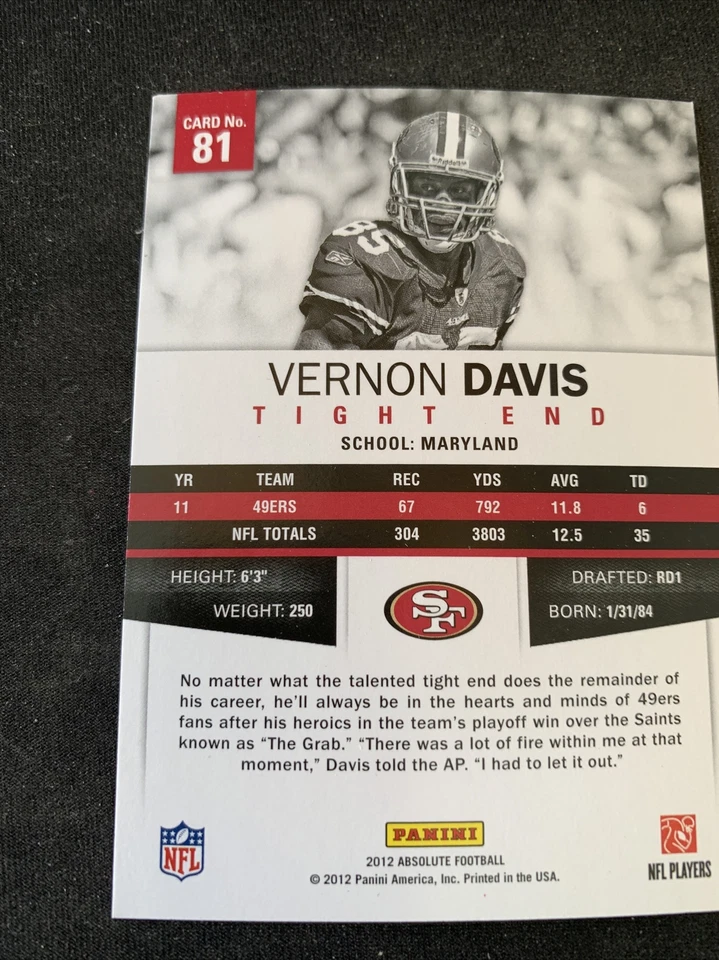 CARD No.
81
85
VERNON DAVIS
TIGHT END
SCHOOL: MARYLAND
YR TEAM REC YDS AVG TD
11 49ERS 67 792 11.8 6
NFL TOTALS 304 3803 12.5 35
HEIGHT: 6'3"
WEIGHT: 250
SF
DRAFTED: RD1
BORN: 1/31/84
No matter what the talented tight end does the remainder of
his career, he'll always be in the hearts and minds of 49ers
fans after his heroics in the team's playoff win over the Saints
known as "The Grab." "There was a lot of fire within me at that
moment," Davis told the AP. "I had to let it out."
NFL
PANINI
2012 ABSOLUTE FOOTBALL
© 2012 Panini America, Inc. Printed in the USA.
NFL PLAYERS